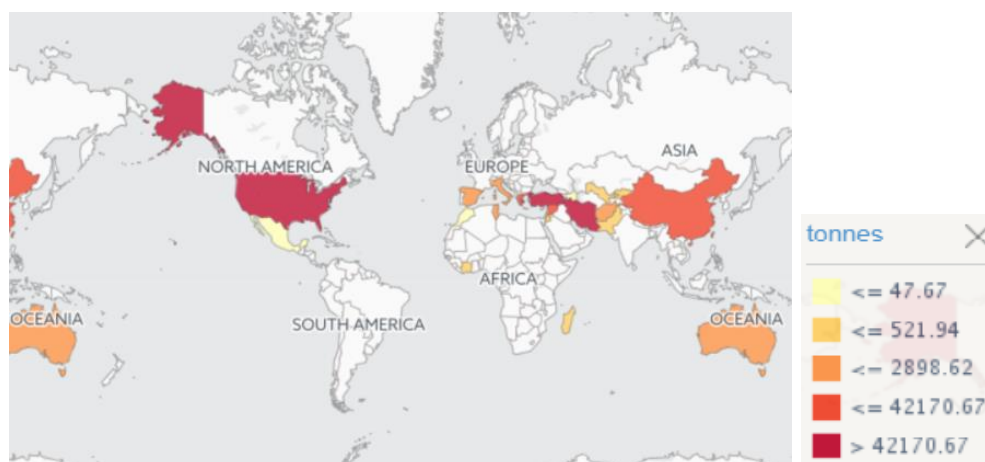 NORTH AMERICA
EUROPE
ASIA
OCEANIA
SOUTH AMERICA
AFRICA
OCEANIA
tonnes
<= 47.67
<= 521.94
<= 2898.62
<= 42170.67
> 42170.67